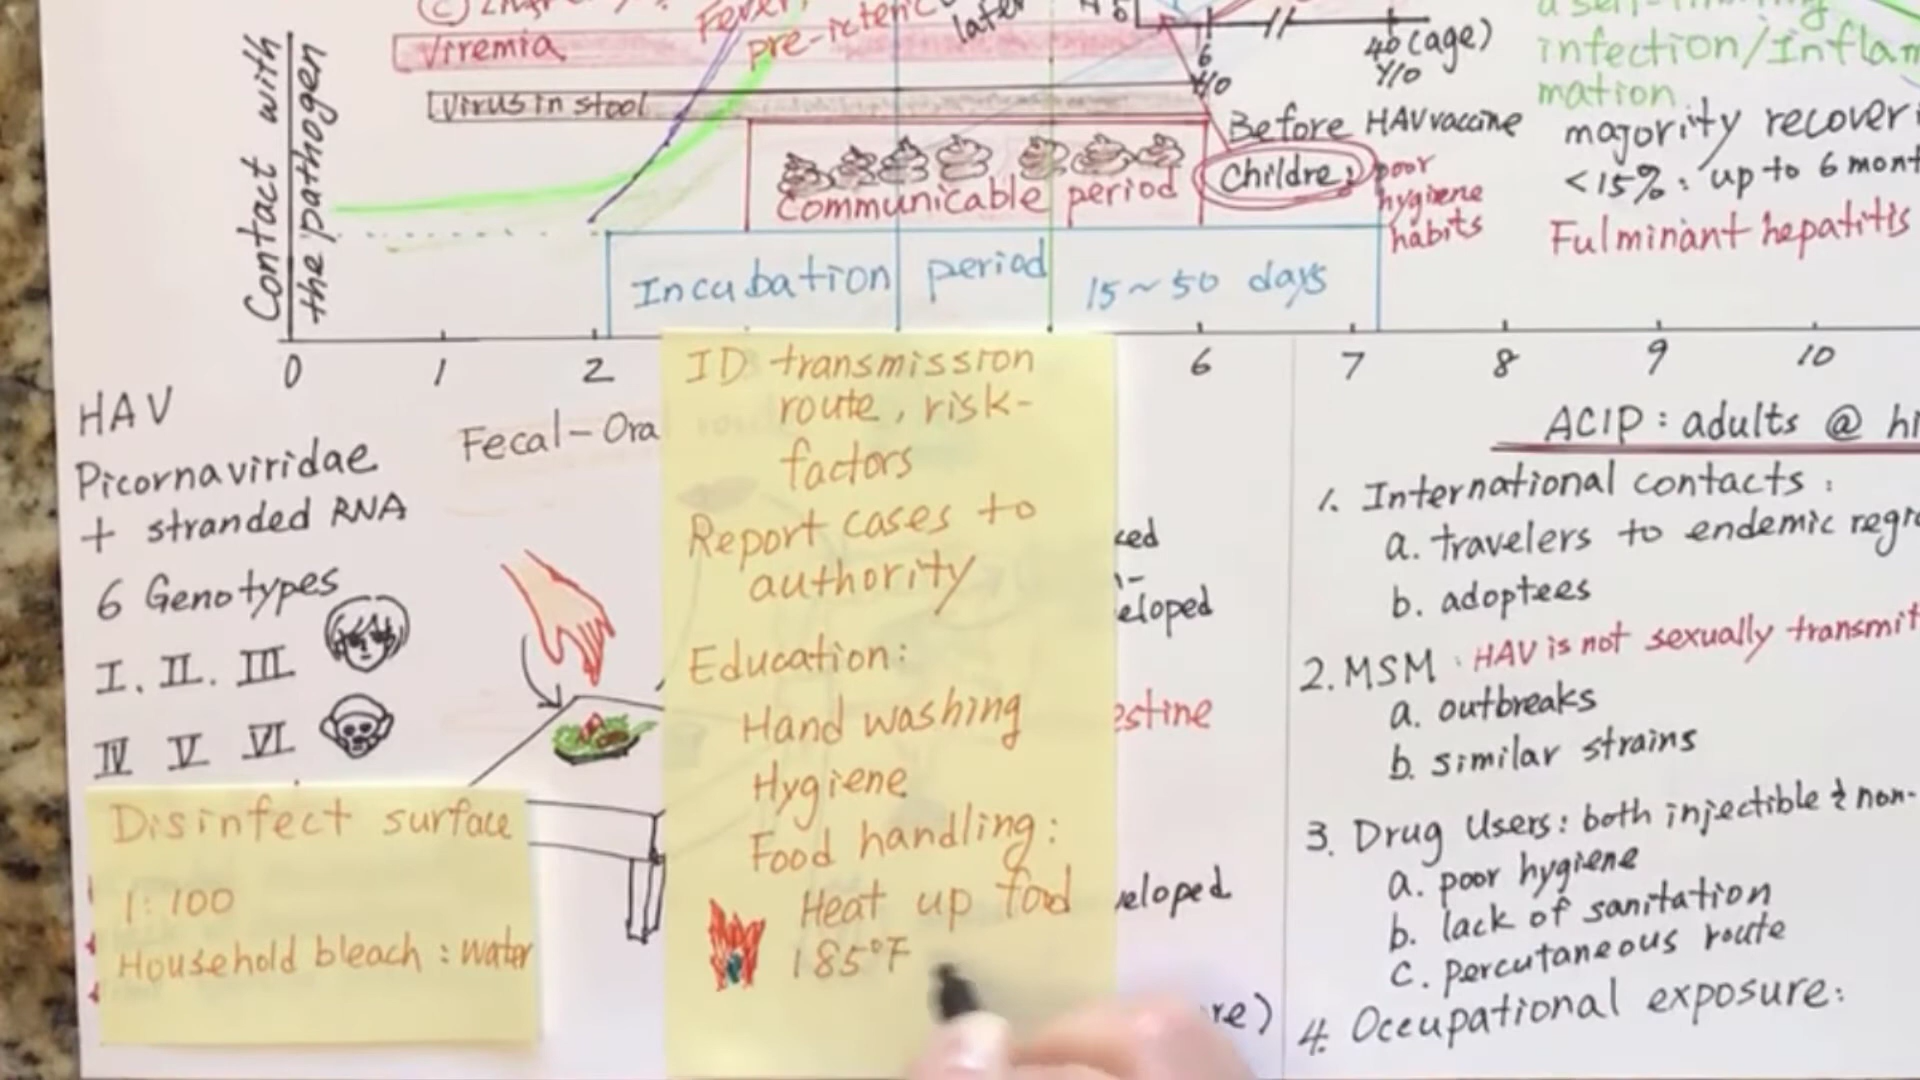 Fever
pre-icteric
later
Viremia
Virus in stool
Contact with
the pathogen
6
Y/O
40 (age)
Y/O
Before HAV vaccine
Children
poor
hygiene
habits
Communicable period
Incubation period 15~50 days
infection/Inflam
mation
majority recover
<15%: up to 6 mont
Fulminant hepatitis
0 1 2 6 7 8 9 10
HAV
Picornaviridae
+ stranded RNA
6 Genotypes
I. II. III
IV V VI
Fecal-Ora
Disinfect surface
1:100
Household bleach : water
ID transmission
route, risk-
factors
Report cases to
authority
Education:
Hand washing
Hygiene
Food handling:
Heat up food
185°F
eloped
estine
eloped
re)
ACIP: adults @ hi
1. International contacts:
a. travelers to endemic regio
b. adoptees
2. MSM: HAV is not sexually transmit
a. outbreaks
b. similar strains
3. Drug Users: both injectible & non-
a. poor hygiene
b. lack of sanitation
c. percutaneous route
4. Occupational exposure: